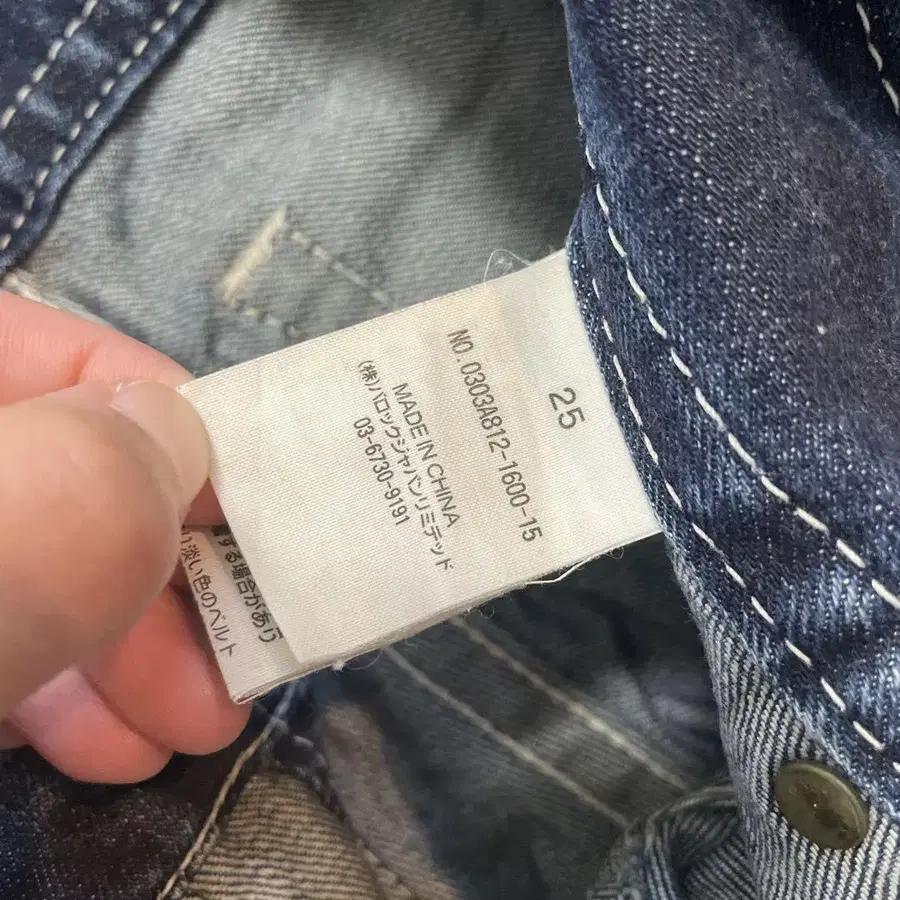 25
NO.0303A812-1600-15
MADE IN CHINA
(株)バロックジャパンリミテッド
03-6730-9191
する場合があり
い淡い色のベルト